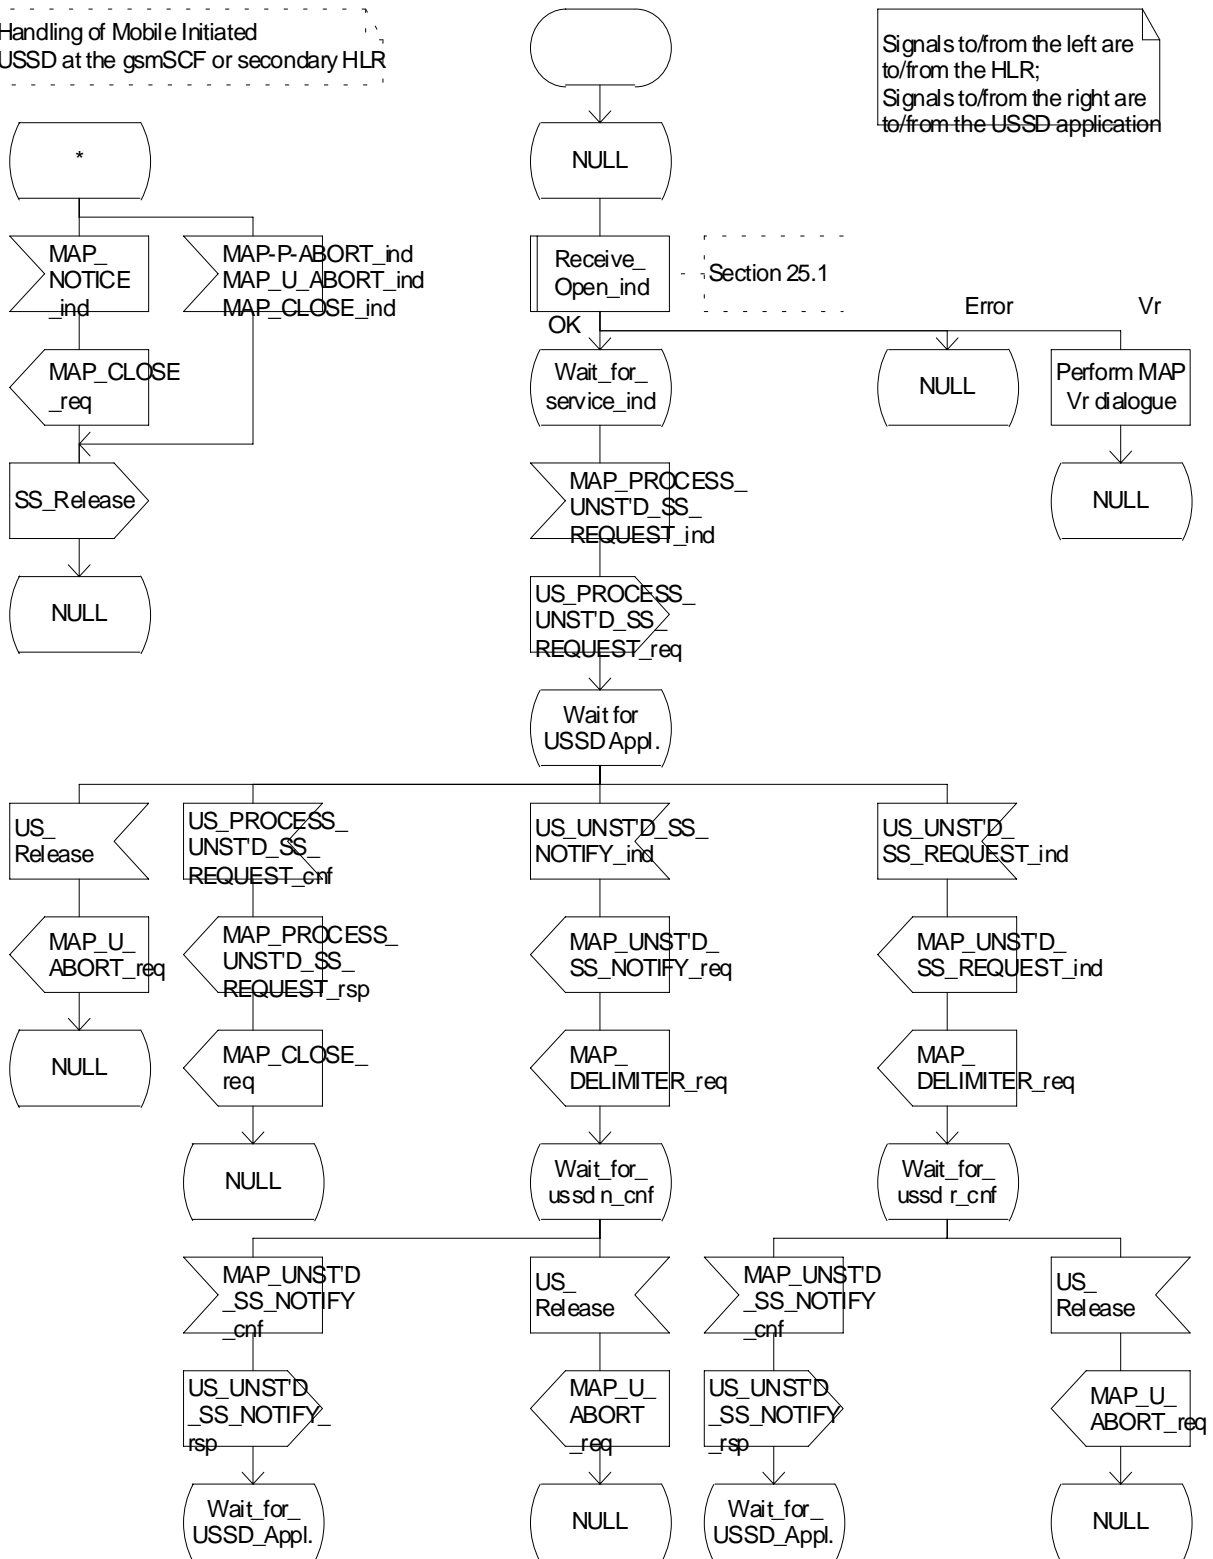 Handling of Mobile Initiated
USSD at the gsmSCF or secondary HLR
Signals to/from the left are
to/from the HLR;
Signals to/from the right are
to/from the USSD application
*
NULL
MAP_
NOTICE
_ind
MAP-P-ABORT_ind
MAP_U_ABORT_ind
MAP_CLOSE_ind
Receive_
Open_ind
Section 25.1
OK
Error
Vr
MAP_CLOSE
_req
Wait_for_
service_ind
NULL
Perform MAP
Vr dialogue
SS_Release
MAP_PROCESS_
UNST'D_SS_
REQUEST_ind
NULL
NULL
US_PROCESS_
UNST'D_SS_
REQUEST_req
Wait for
USSD Appl.
US_
Release
US_PROCESS_
UNST'D_SS_
REQUEST_cnf
US_UNST'D_SS_
NOTIFY_ind
US_UNST'D_
SS_REQUEST_ind
MAP_U_
ABORT_req
MAP_PROCESS_
UNST'D_SS_
REQUEST_rsp
MAP_UNST'D_
SS_NOTIFY_req
MAP_UNST'D_
SS_REQUEST_ind
NULL
MAP_CLOSE_
req
MAP_
DELIMITER_req
MAP_
DELIMITER_req
NULL
Wait_for_
ussd n_cnf
Wait_for_
ussd r_cnf
MAP_UNST'D
_SS_NOTIFY
_cnf
US_
Release
MAP_UNST'D
_SS_NOTIFY
_cnf
US_
Release
US_UNST'D
_SS_NOTIFY_
rsp
MAP_U_
ABORT
_req
US_UNST'D
_SS_NOTIFY
_rsp
MAP_U_
ABORT_req
Wait_for_
USSD_Appl.
NULL
Wait_for_
USSD_Appl.
NULL